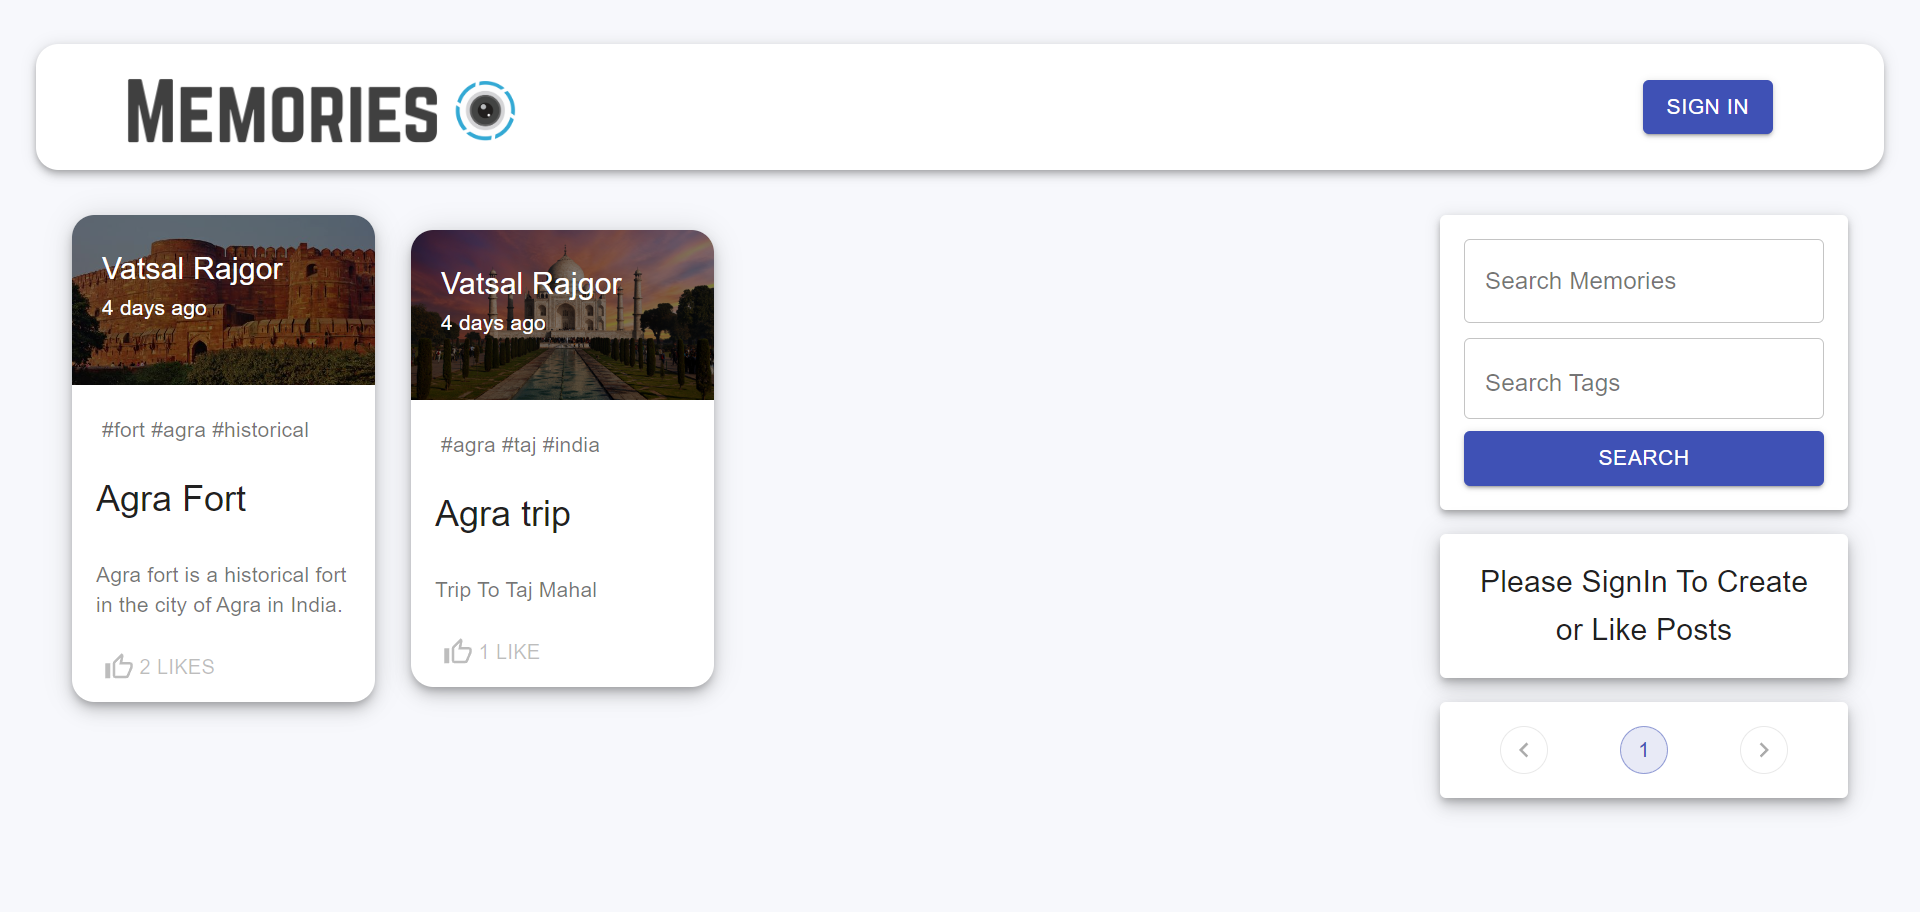 MEMORIES
SIGN IN
Vatsal Rajgor
4 days ago
#fort #agra #historical
Agra Fort
Agra fort is a historical fort
in the city of Agra in India.
2 LIKES
Vatsal Rajgor
4 days ago
#agra #taj #india
Agra trip
Trip To Taj Mahal
1 LIKE
Search Memories
Search Tags
SEARCH
Please SignIn To Create
or Like Posts
1